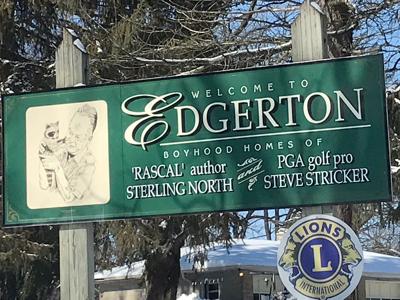 WELCOME TO
EDGERTON
BOYHOOD HOMES OF
'RASCAL' author
STERLING NORTH
and
PGA golf pro
STEVE STRICKER
LIONS
L
INTERNATIONAL